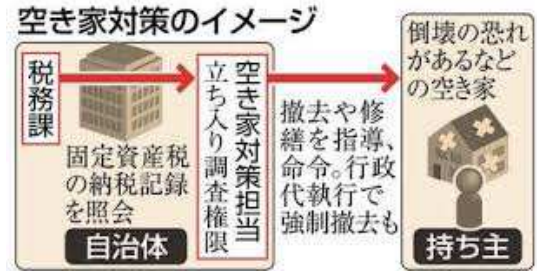 空き家対策のイメージ
税務課
固定資産税
の納税記録
を照会
自治体
空き家対策担当
立ち入り調査権限
撤去や修
繕を指導、
命令。行政
代執行で
強制撤去も
倒壊の恐れ
があるなど
の空き家
持ち主